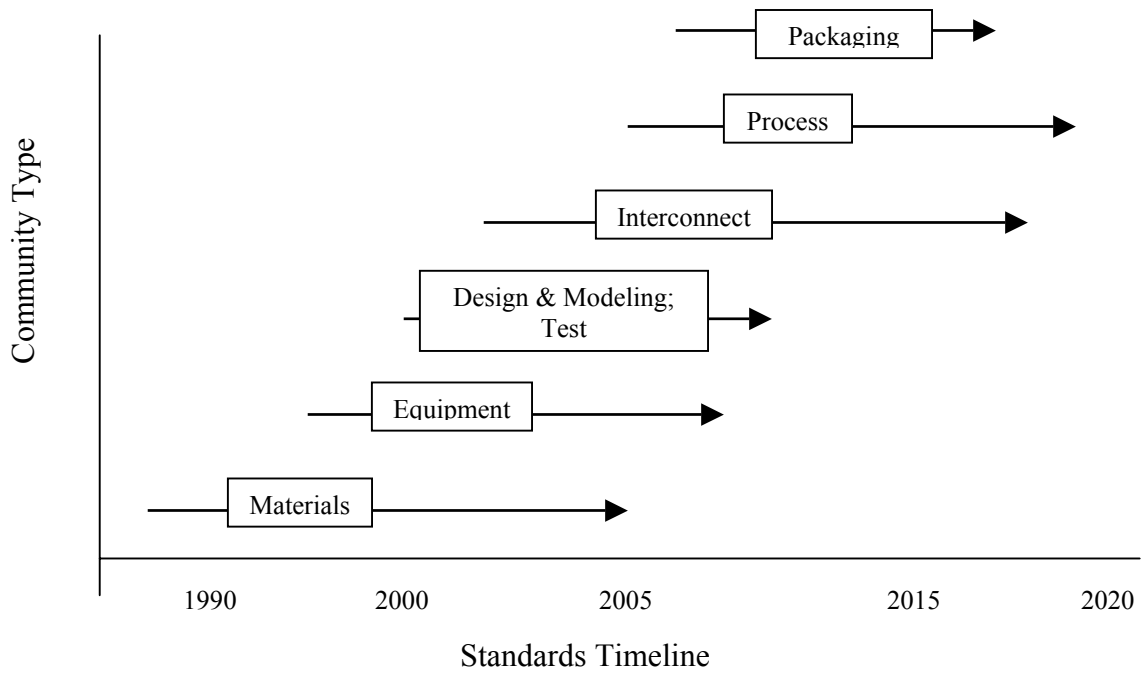 Packaging
Process
Interconnect
Design & Modeling;
Test
Equipment
Materials
Community Type
1990 2000 2005 2015 2020
Standards Timeline